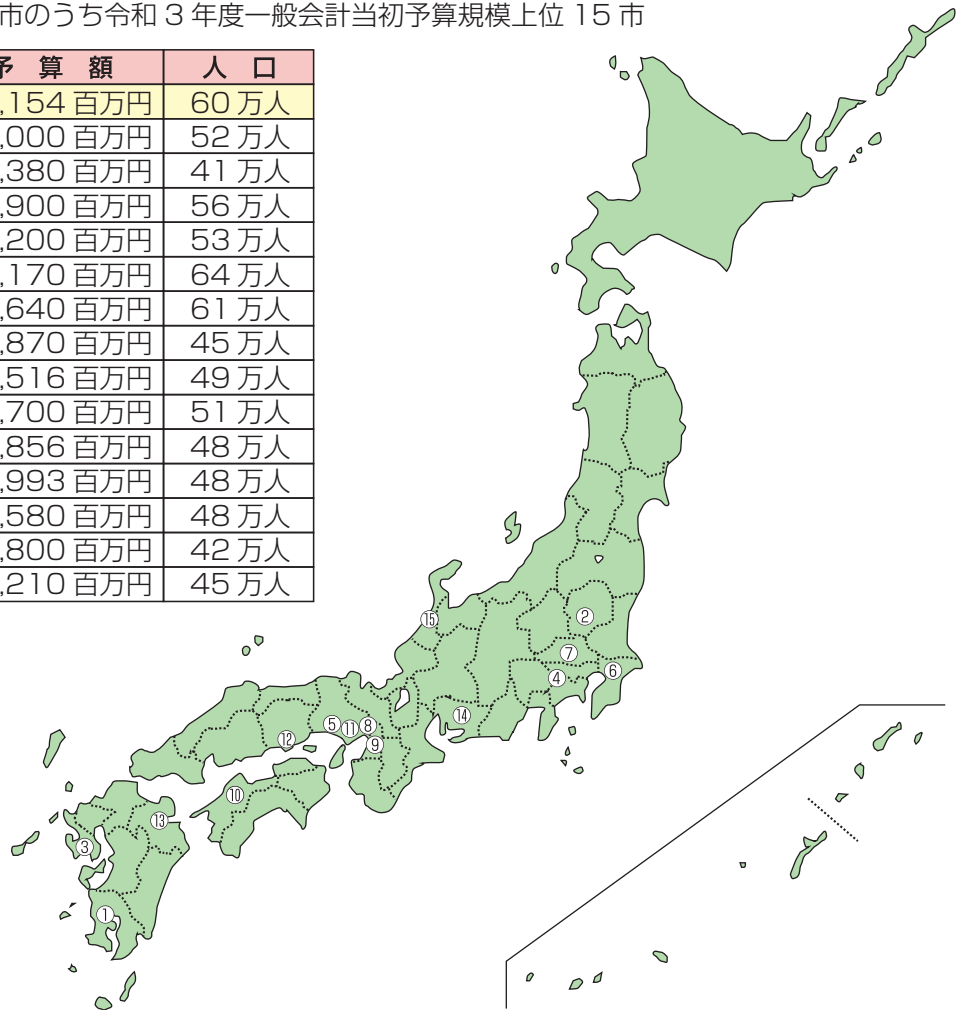 市のうち令和３年度一般会計当初予算規模上位 15 市
予 算 額 人 口
,154 百万円 60 万人
,000 百万円 52 万人
,380 百万円 41 万人
,900 百万円 56 万人
,200 百万円 53 万人
,170 百万円 64 万人
,640 百万円 61 万人
,870 百万円 45 万人
,516 百万円 49 万人
,700 百万円 51 万人
,856 百万円 48 万人
,993 百万円 48 万人
,580 百万円 48 万人
,800 百万円 42 万人
,210 百万円 45 万人
②
⑮
⑦
⑥
④
⑭
⑤
⑪
⑧
⑫
⑨
⑩
⑬
③
①